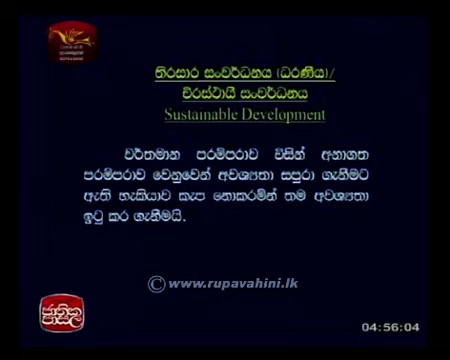 තිරසාර සංවර්ධනය (ධරණීය)/
චිරස්ථායී සංවර්ධනය
Sustainable Development
වර්තමාන පරම්පරාව විසින් අනාගත
පරම්පරාව වෙනුවෙන් අවශ්‍යතා සපුරා ගැනීමට
ඇති හැකියාව කැප නොකරමින් තම අවශ්‍යතා
ඉටු කර ගැනීමයි.
© www.rupavahini.lk
ජාතික
පාසල
04:56:04